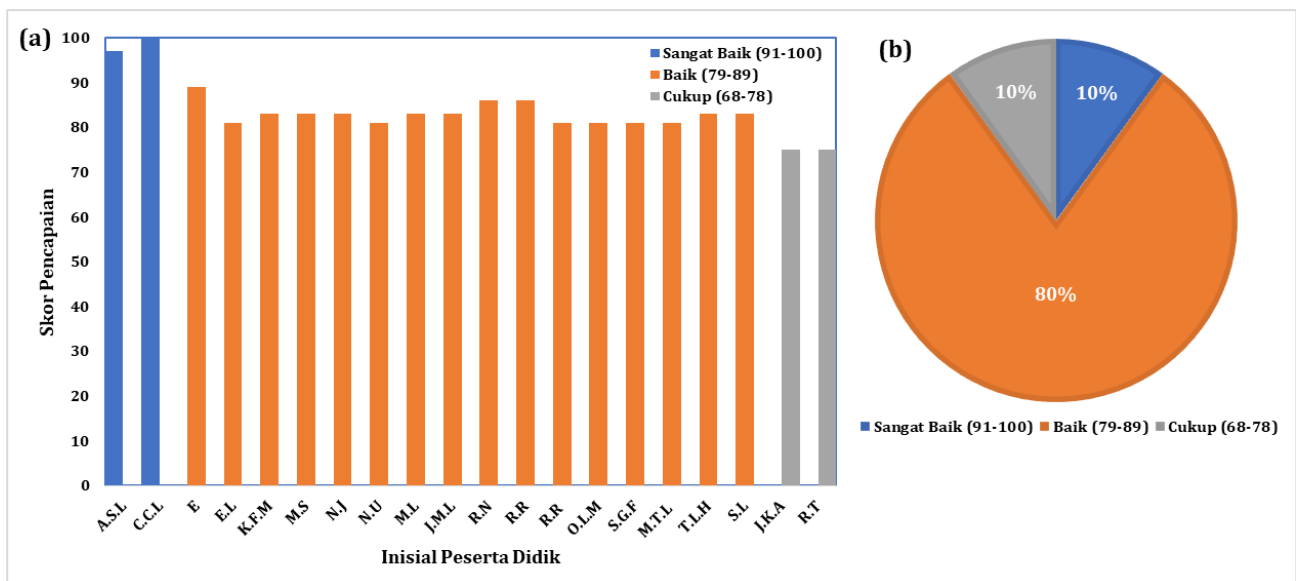 (a)
Skor Pencapaian
100
90
80
70
60
50
40
30
20
10
0
Sangat Baik (91-100)
Baik (79-89)
Cukup (68-78)
A.S.L
C.C.L
E
E.L
K.F.M
M.S
N.J
N.U
M.L
J.M.L
R.N
R.R
R.R
O.L.M
S.G.F
M.T.L
T.L.H
S.L
J.K.A
R.T
Inisial Peserta Didik
(b)
10%
10%
80%
Sangat Baik (91-100) Baik (79-89) Cukup (68-78)